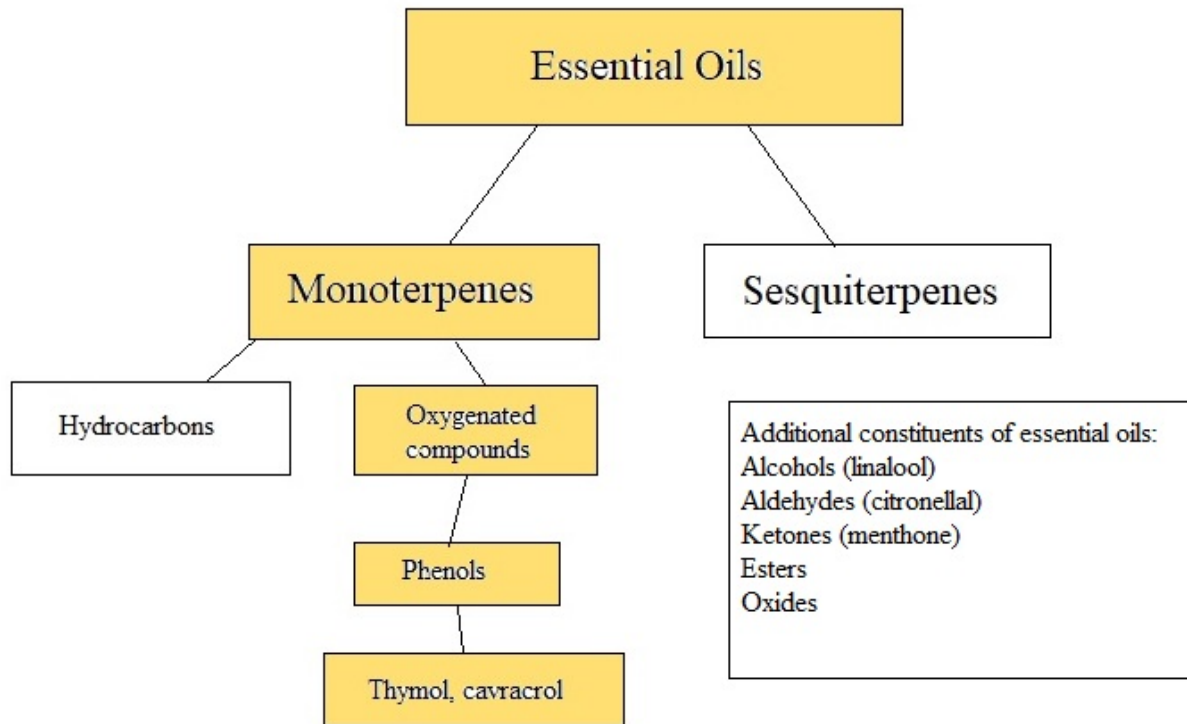 Essential Oils
Monoterpenes
Sesquiterpenes
Hydrocarbons
Oxygenated
compounds
Phenols
Thymol, cavracrol
Additional constituents of essential oils:
Alcohols (linalool)
Aldehydes (citronellal)
Ketones (menthone)
Esters
Oxides